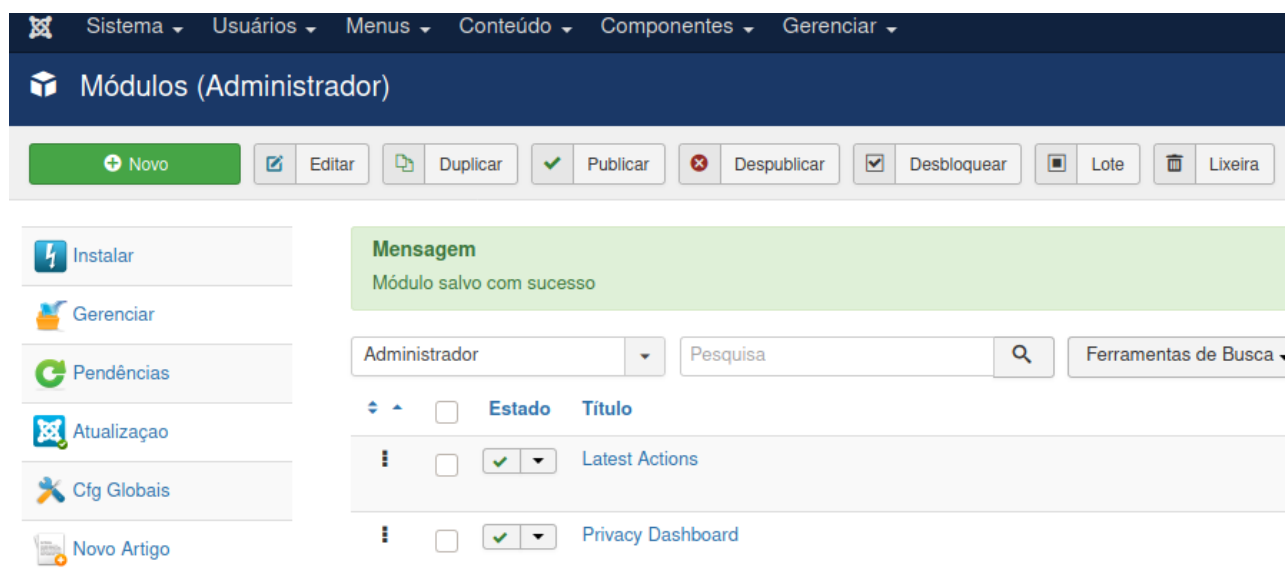 Sistema Usuários Menus Conteúdo Componentes Gerenciar
Módulos (Administrador)
Novo Editar Duplicar Publicar Despublicar Desbloquear Lote Lixeira
Instalar
Gerenciar
Pendências
Atualizaçao
Cfg Globais
Novo Artigo
Mensagem
Módulo salvo com sucesso
Administrador Pesquisa Ferramentas de Busca
Estado Título
Latest Actions
Privacy Dashboard